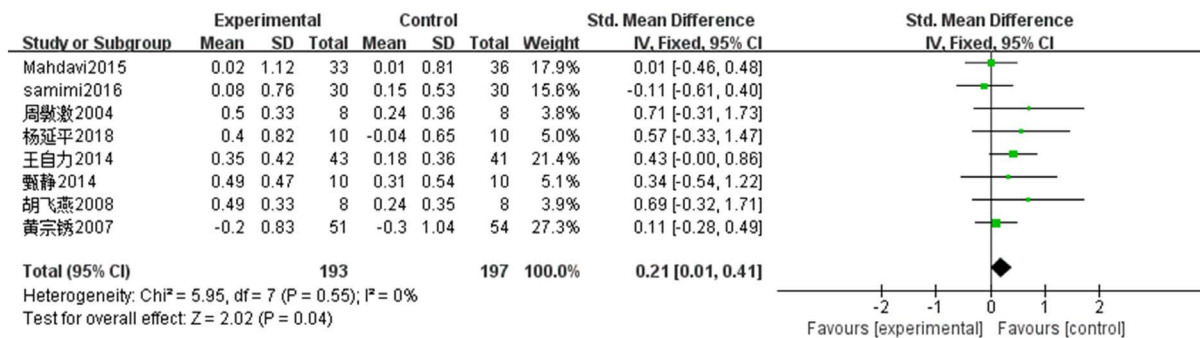 Experimental Control Std. Mean Difference Std. Mean Difference
Study or Subgroup Mean SD Total Mean SD Total Weight IV, Fixed, 95% CI IV, Fixed, 95% CI
Mahdavi2015 0.02 1.12 33 0.01 0.81 36 17.9% 0.01 [-0.46, 0.48]
samimi2016 0.08 0.76 30 0.15 0.53 30 15.6% -0.11 [-0.61, 0.40]
周敫激2004 0.5 0.33 8 0.24 0.36 8 3.8% 0.71 [-0.31, 1.73]
杨延平2018 0.4 0.82 10 -0.04 0.65 10 5.0% 0.57 [-0.33, 1.47]
王自力2014 0.35 0.42 43 0.18 0.36 41 21.4% 0.43 [-0.00, 0.86]
甄静2014 0.49 0.47 10 0.31 0.54 10 5.1% 0.34 [-0.54, 1.22]
胡飞燕2008 0.49 0.33 8 0.24 0.35 8 3.9% 0.69 [-0.32, 1.71]
黄宗锈2007 -0.2 0.83 51 -0.3 1.04 54 27.3% 0.11 [-0.28, 0.49]
Total (95% CI) 193 197 100.0% 0.21 [0.01, 0.41]
Heterogeneity: Chi² = 5.95, df = 7 (P = 0.55); I² = 0%
Test for overall effect: Z = 2.02 (P = 0.04)
-2 -1 0 1 2
Favours [experimental] Favours [control]